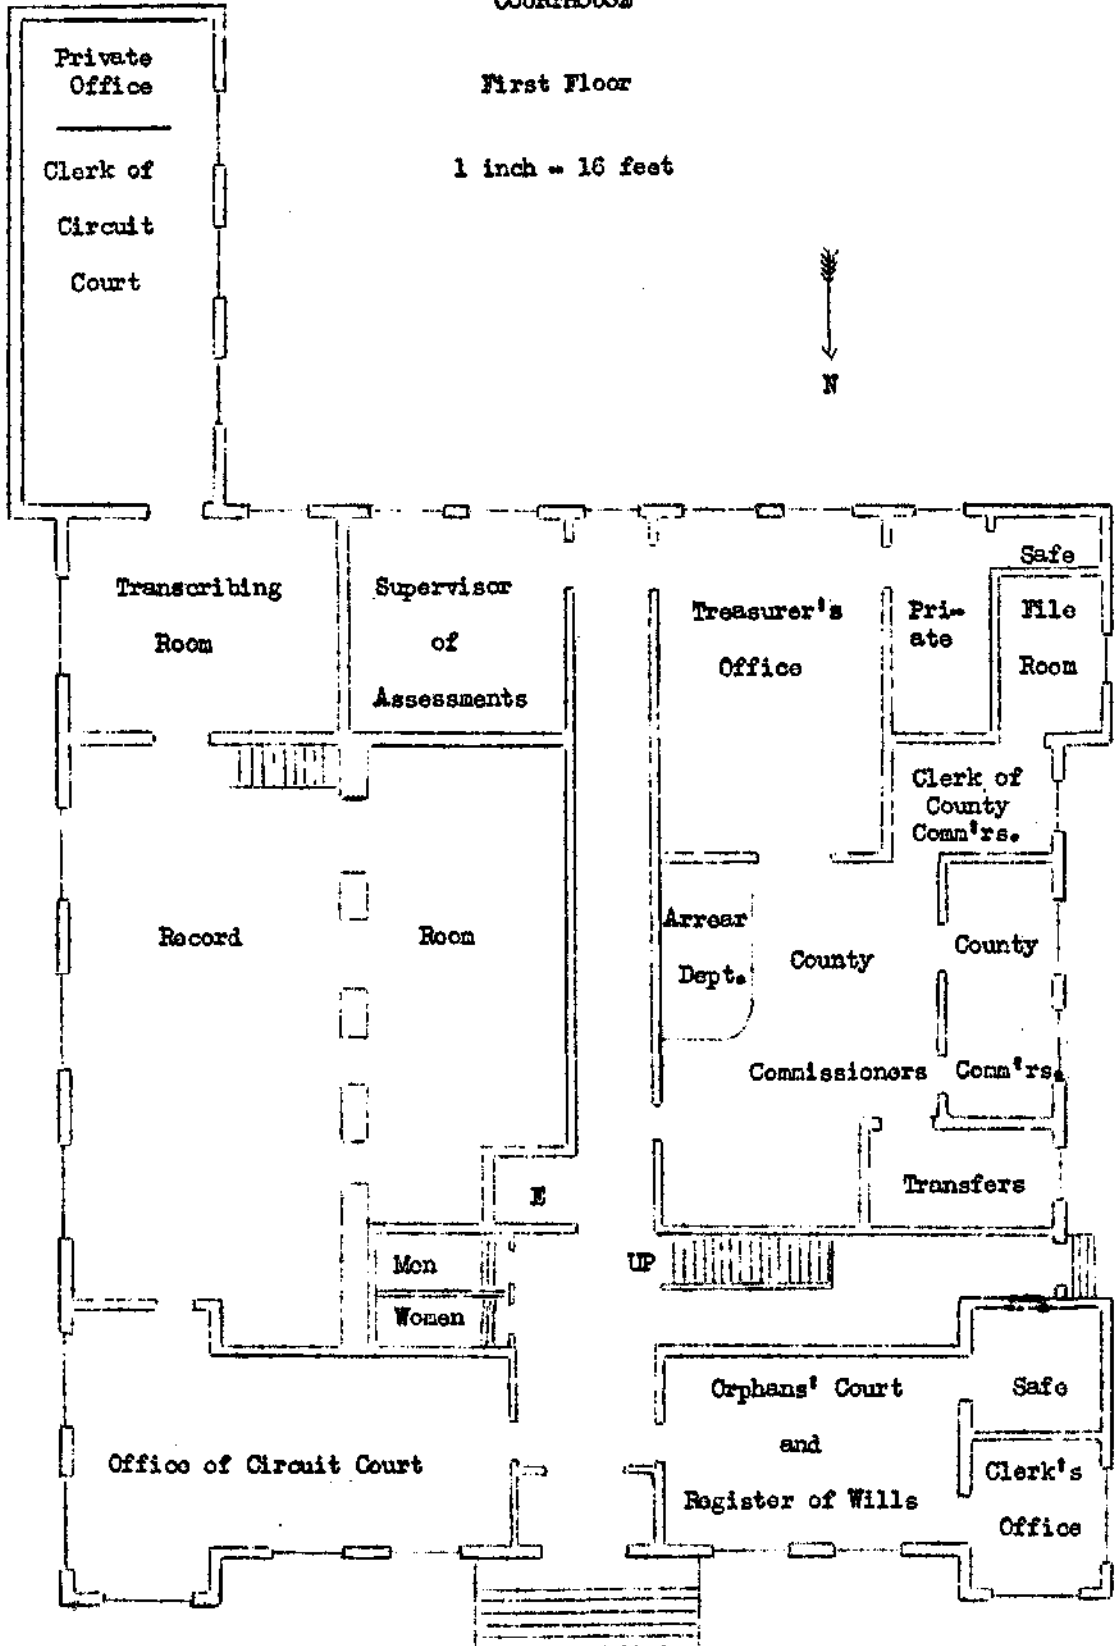 COURTHOUSE
First Floor
1 inch = 16 feet
Private
Office
Clerk of
Circuit
Court
N
Transcribing
Room
Supervisor
of
Assessments
Treasurer's
Office
Pri-
ate
Safe
File
Room
Clerk of
County
Comm'rs.
Record
Room
Arrear
Dept.
County
Commissioners
County
Comm'rs.
E
Transfers
Men
Women
UP
Office of Circuit Court
Orphans' Court
and
Register of Wills
Safe
Clerk's
Office